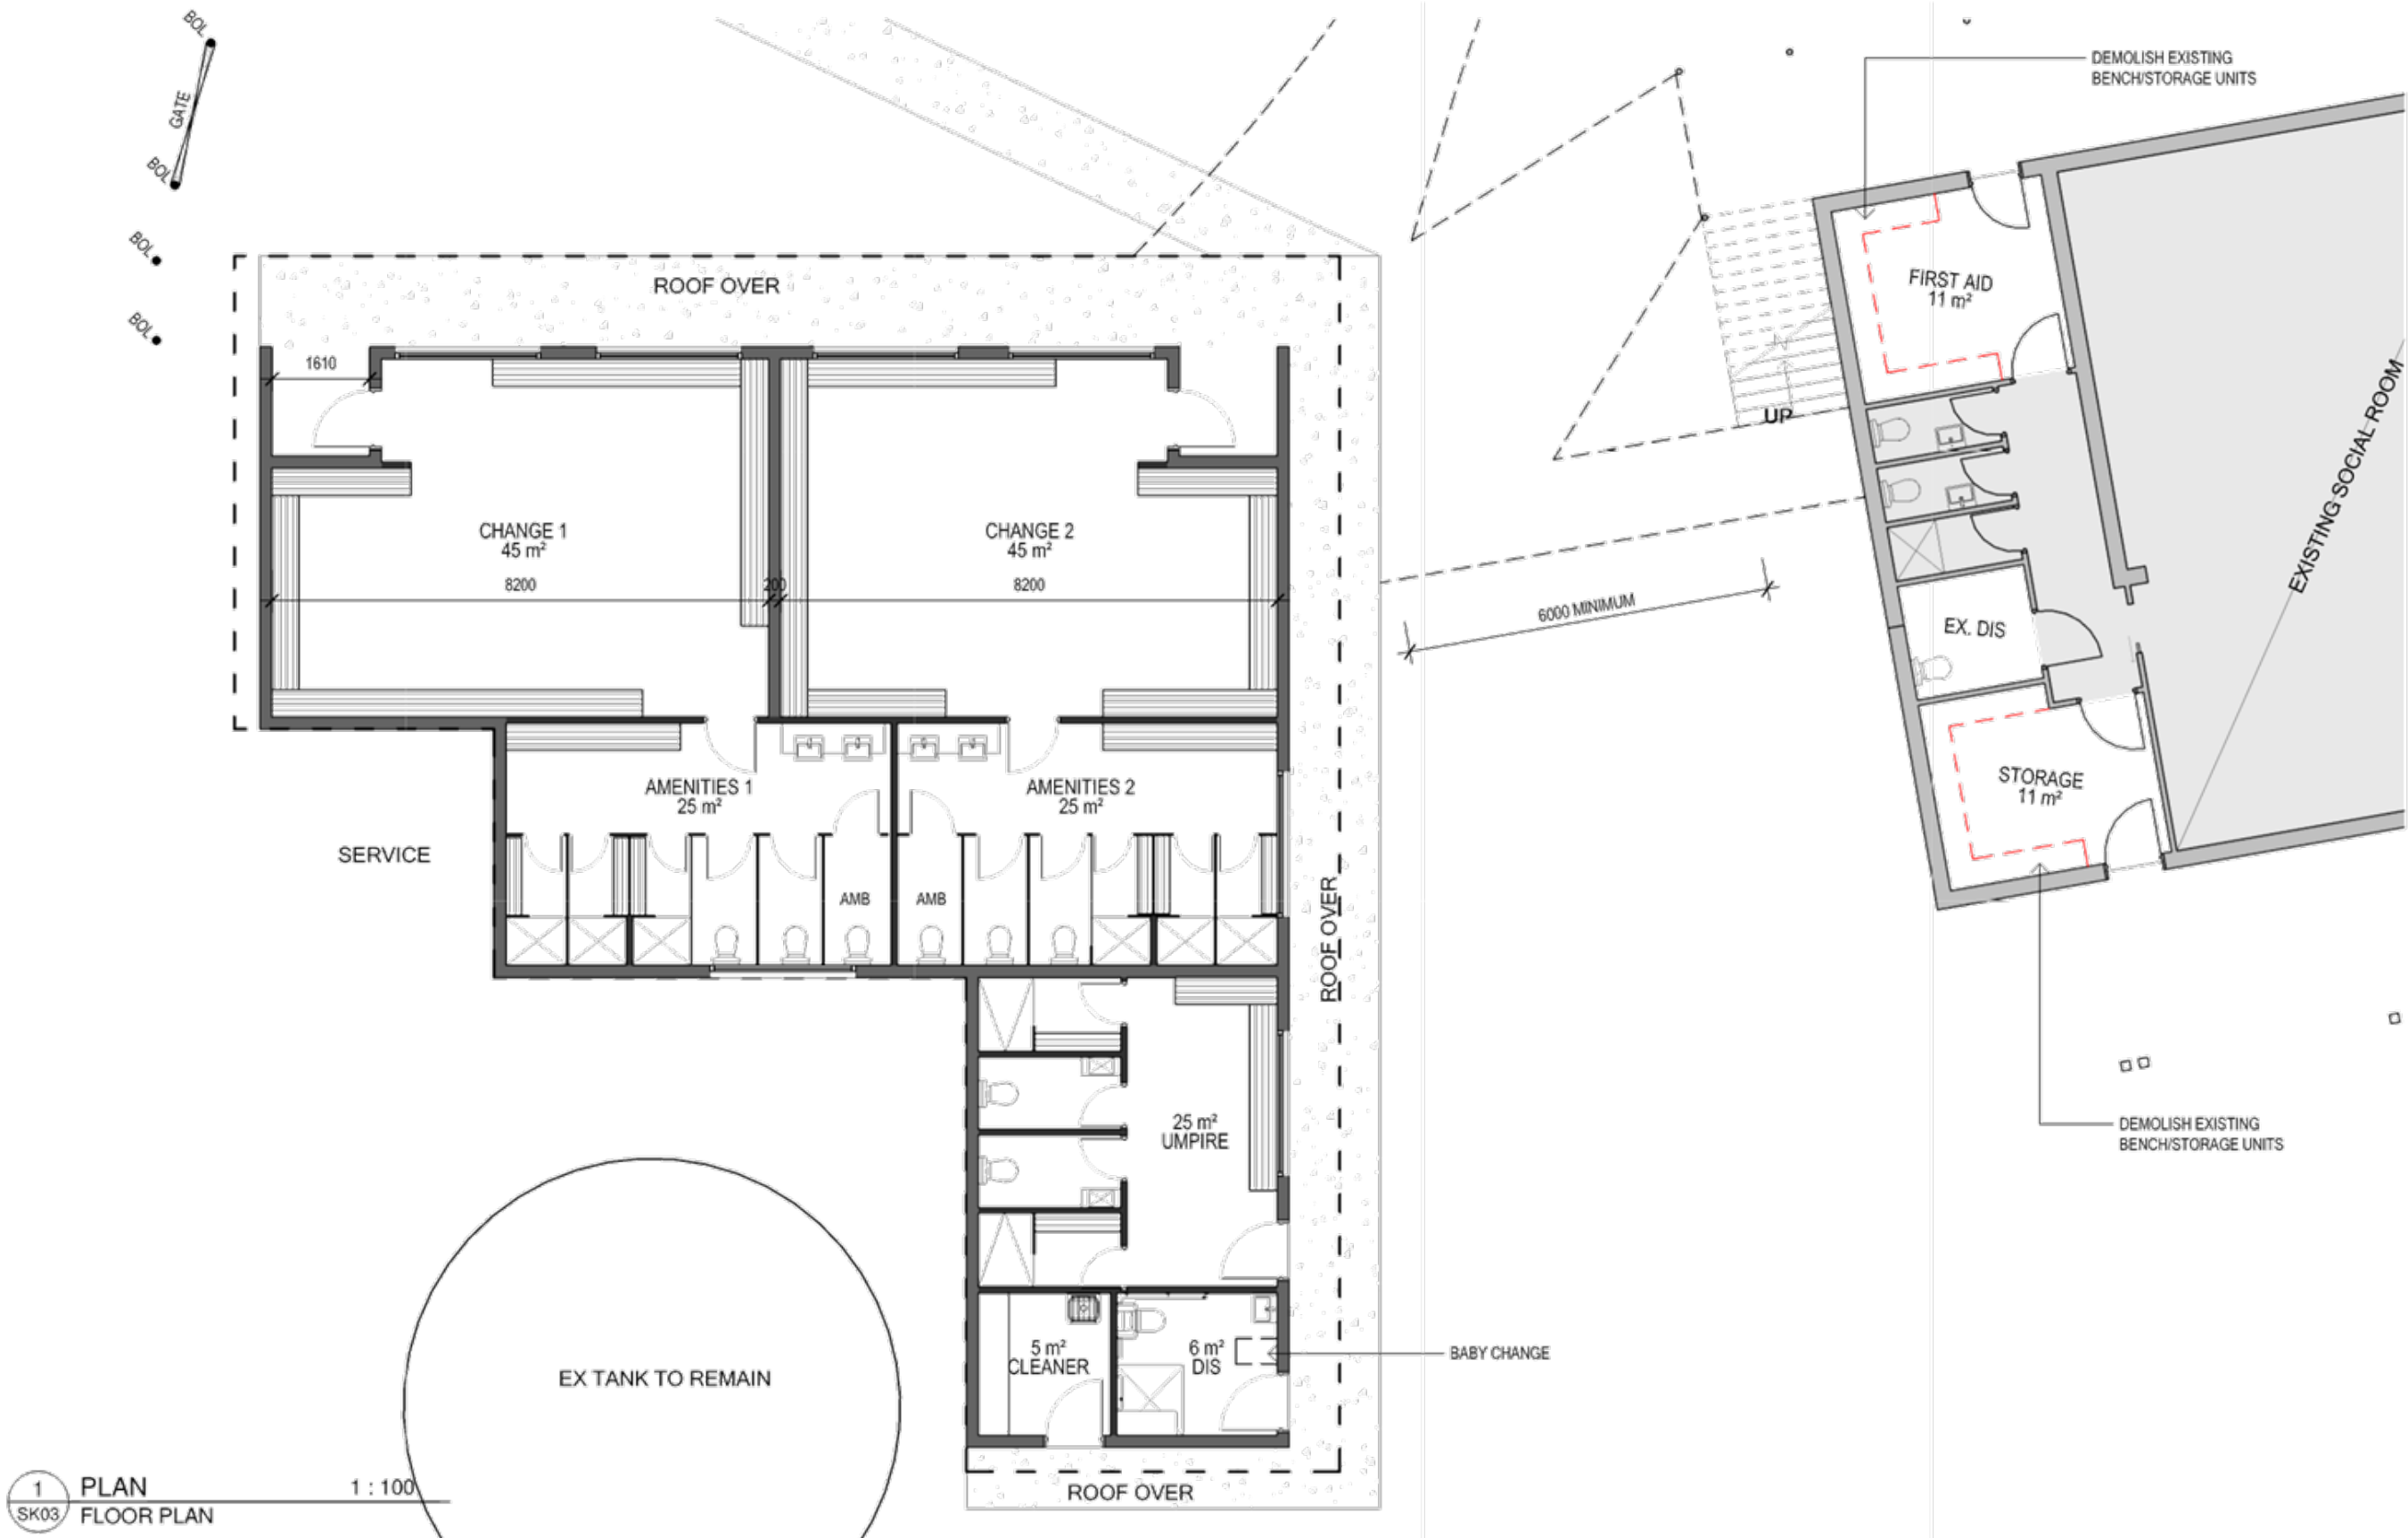 BOL
GATE
BOL
BOL
BOL
DEMOLISH EXISTING
BENCH/STORAGE UNITS
ROOF OVER
FIRST AID
11 m²
1610
UP
EXISTING SOCIAL ROOM
CHANGE 1
45 m²
CHANGE 2
45 m²
8200
200
8200
6000 MINIMUM
EX. DIS
AMENITIES 1
25 m²
AMENITIES 2
25 m²
STORAGE
11 m²
SERVICE
AMB
AMB
ROOF OVER
25 m²
UMPIRE
DEMOLISH EXISTING
BENCH/STORAGE UNITS
5 m²
CLEANER
6 m²
DIS
BABY CHANGE
EX TANK TO REMAIN
ROOF OVER
1
SK03
PLAN
1 : 100
FLOOR PLAN